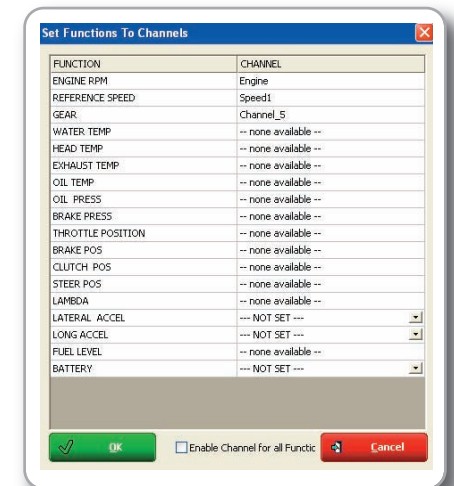 Set Functions To Channels
FUNCTION CHANNEL
ENGINE RPM Engine
REFERENCE SPEED Speed1
GEAR Channel_5
WATER TEMP -- none available --
HEAD TEMP -- none available --
EXHAUST TEMP -- none available --
OIL TEMP -- none available --
OIL PRESS -- none available --
BRAKE PRESS -- none available --
THROTTLE POSITION -- none available --
BRAKE POS -- none available --
CLUTCH POS -- none available --
STEER POS -- none available --
LAMBDA -- none available --
LATERAL ACCEL --- NOT SET ---
LONG ACCEL --- NOT SET ---
FUEL LEVEL -- none available --
BATTERY --- NOT SET ---
OK Enable Channel for all Functic Cancel